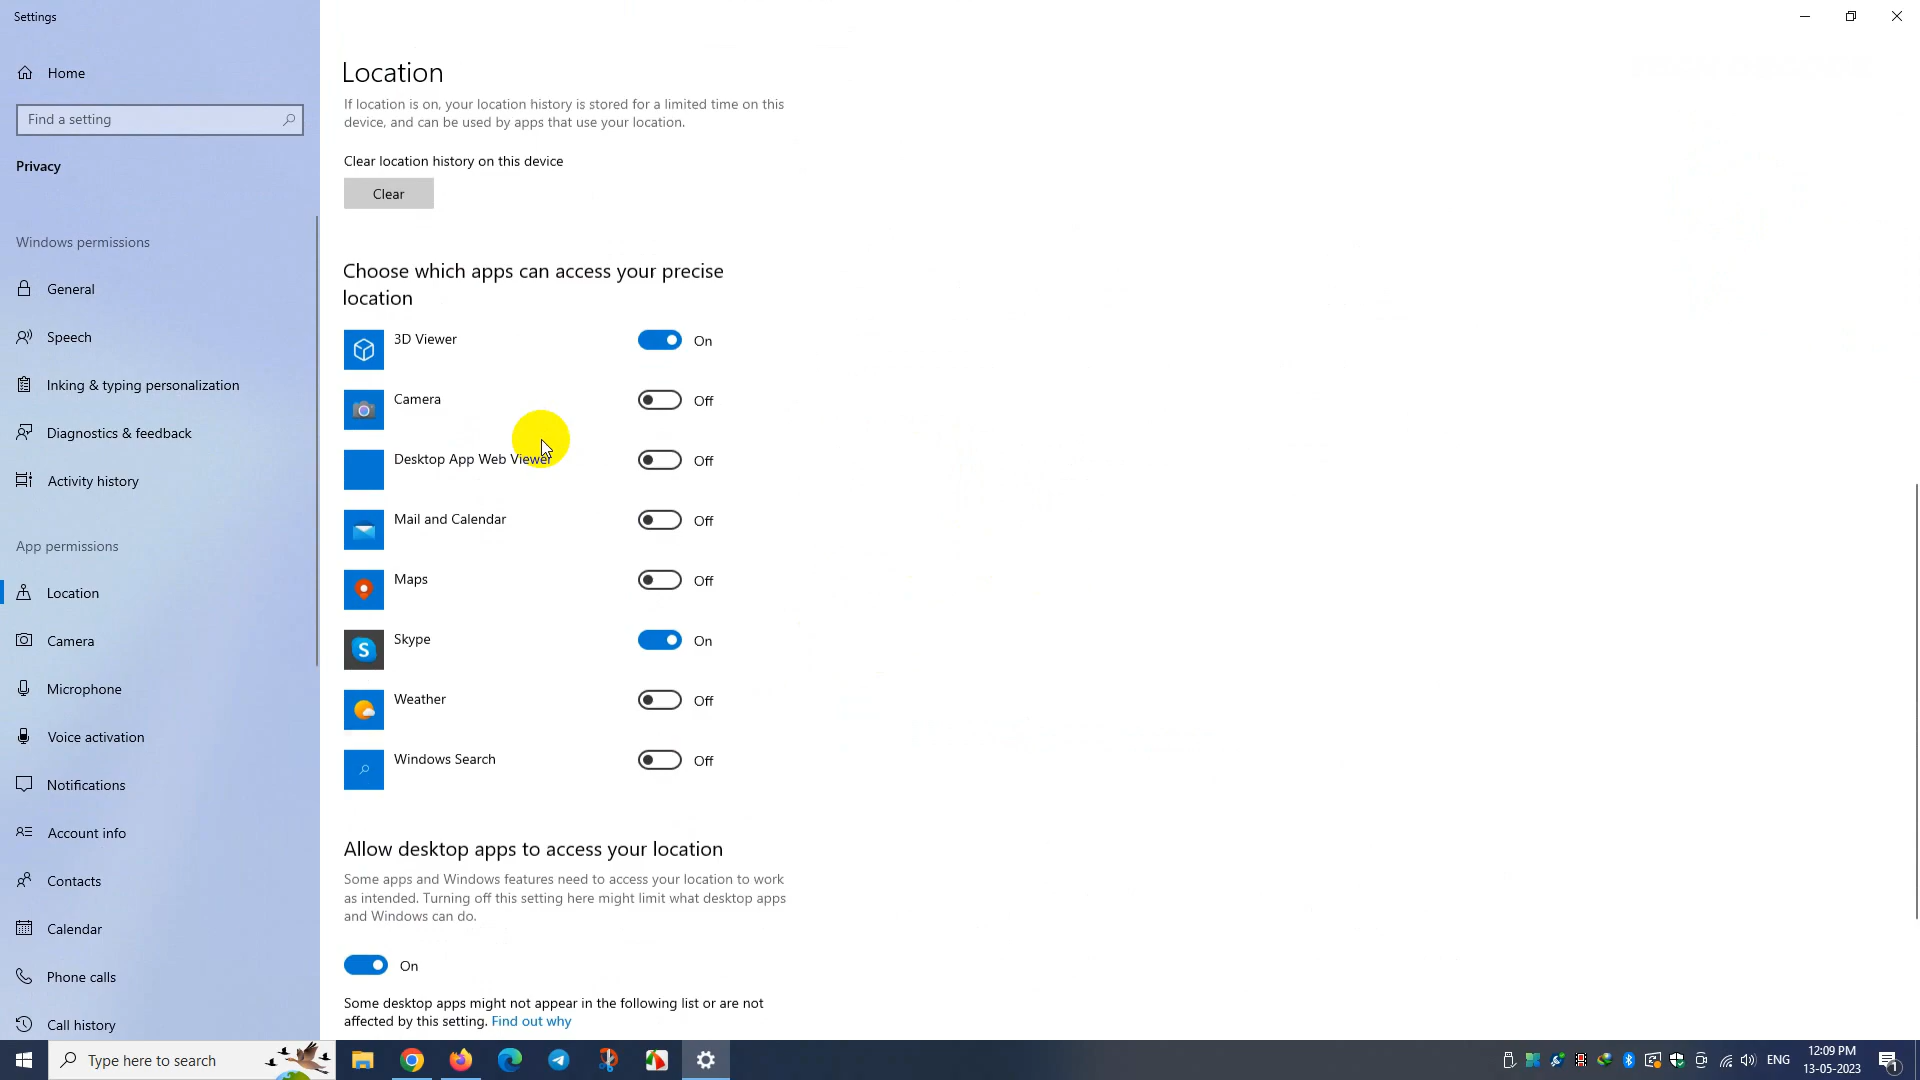 Settings
Home
Find a setting
Privacy
Windows permissions
General
Speech
Inking & typing personalization
Diagnostics & feedback
Activity history
App permissions
Location
Camera
Microphone
Voice activation
Notifications
Account info
Contacts
Calendar
Phone calls
Call history
Location
If location is on, your location history is stored for a limited time on this
device, and can be used by apps that use your location.
Clear location history on this device
Clear
Choose which apps can access your precise
location
3D Viewer On
Camera Off
Desktop App Web Viewer Off
Mail and Calendar Off
Maps Off
Skype On
Weather Off
Windows Search Off
Allow desktop apps to access your location
Some apps and Windows features need to access your location to work
as intended. Turning off this setting here might limit what desktop apps
and Windows can do.
On
Some desktop apps might not appear in the following list or are not
affected by this setting. Find out why
Type here to search
ENG
12:09 PM
13-05-2023
1